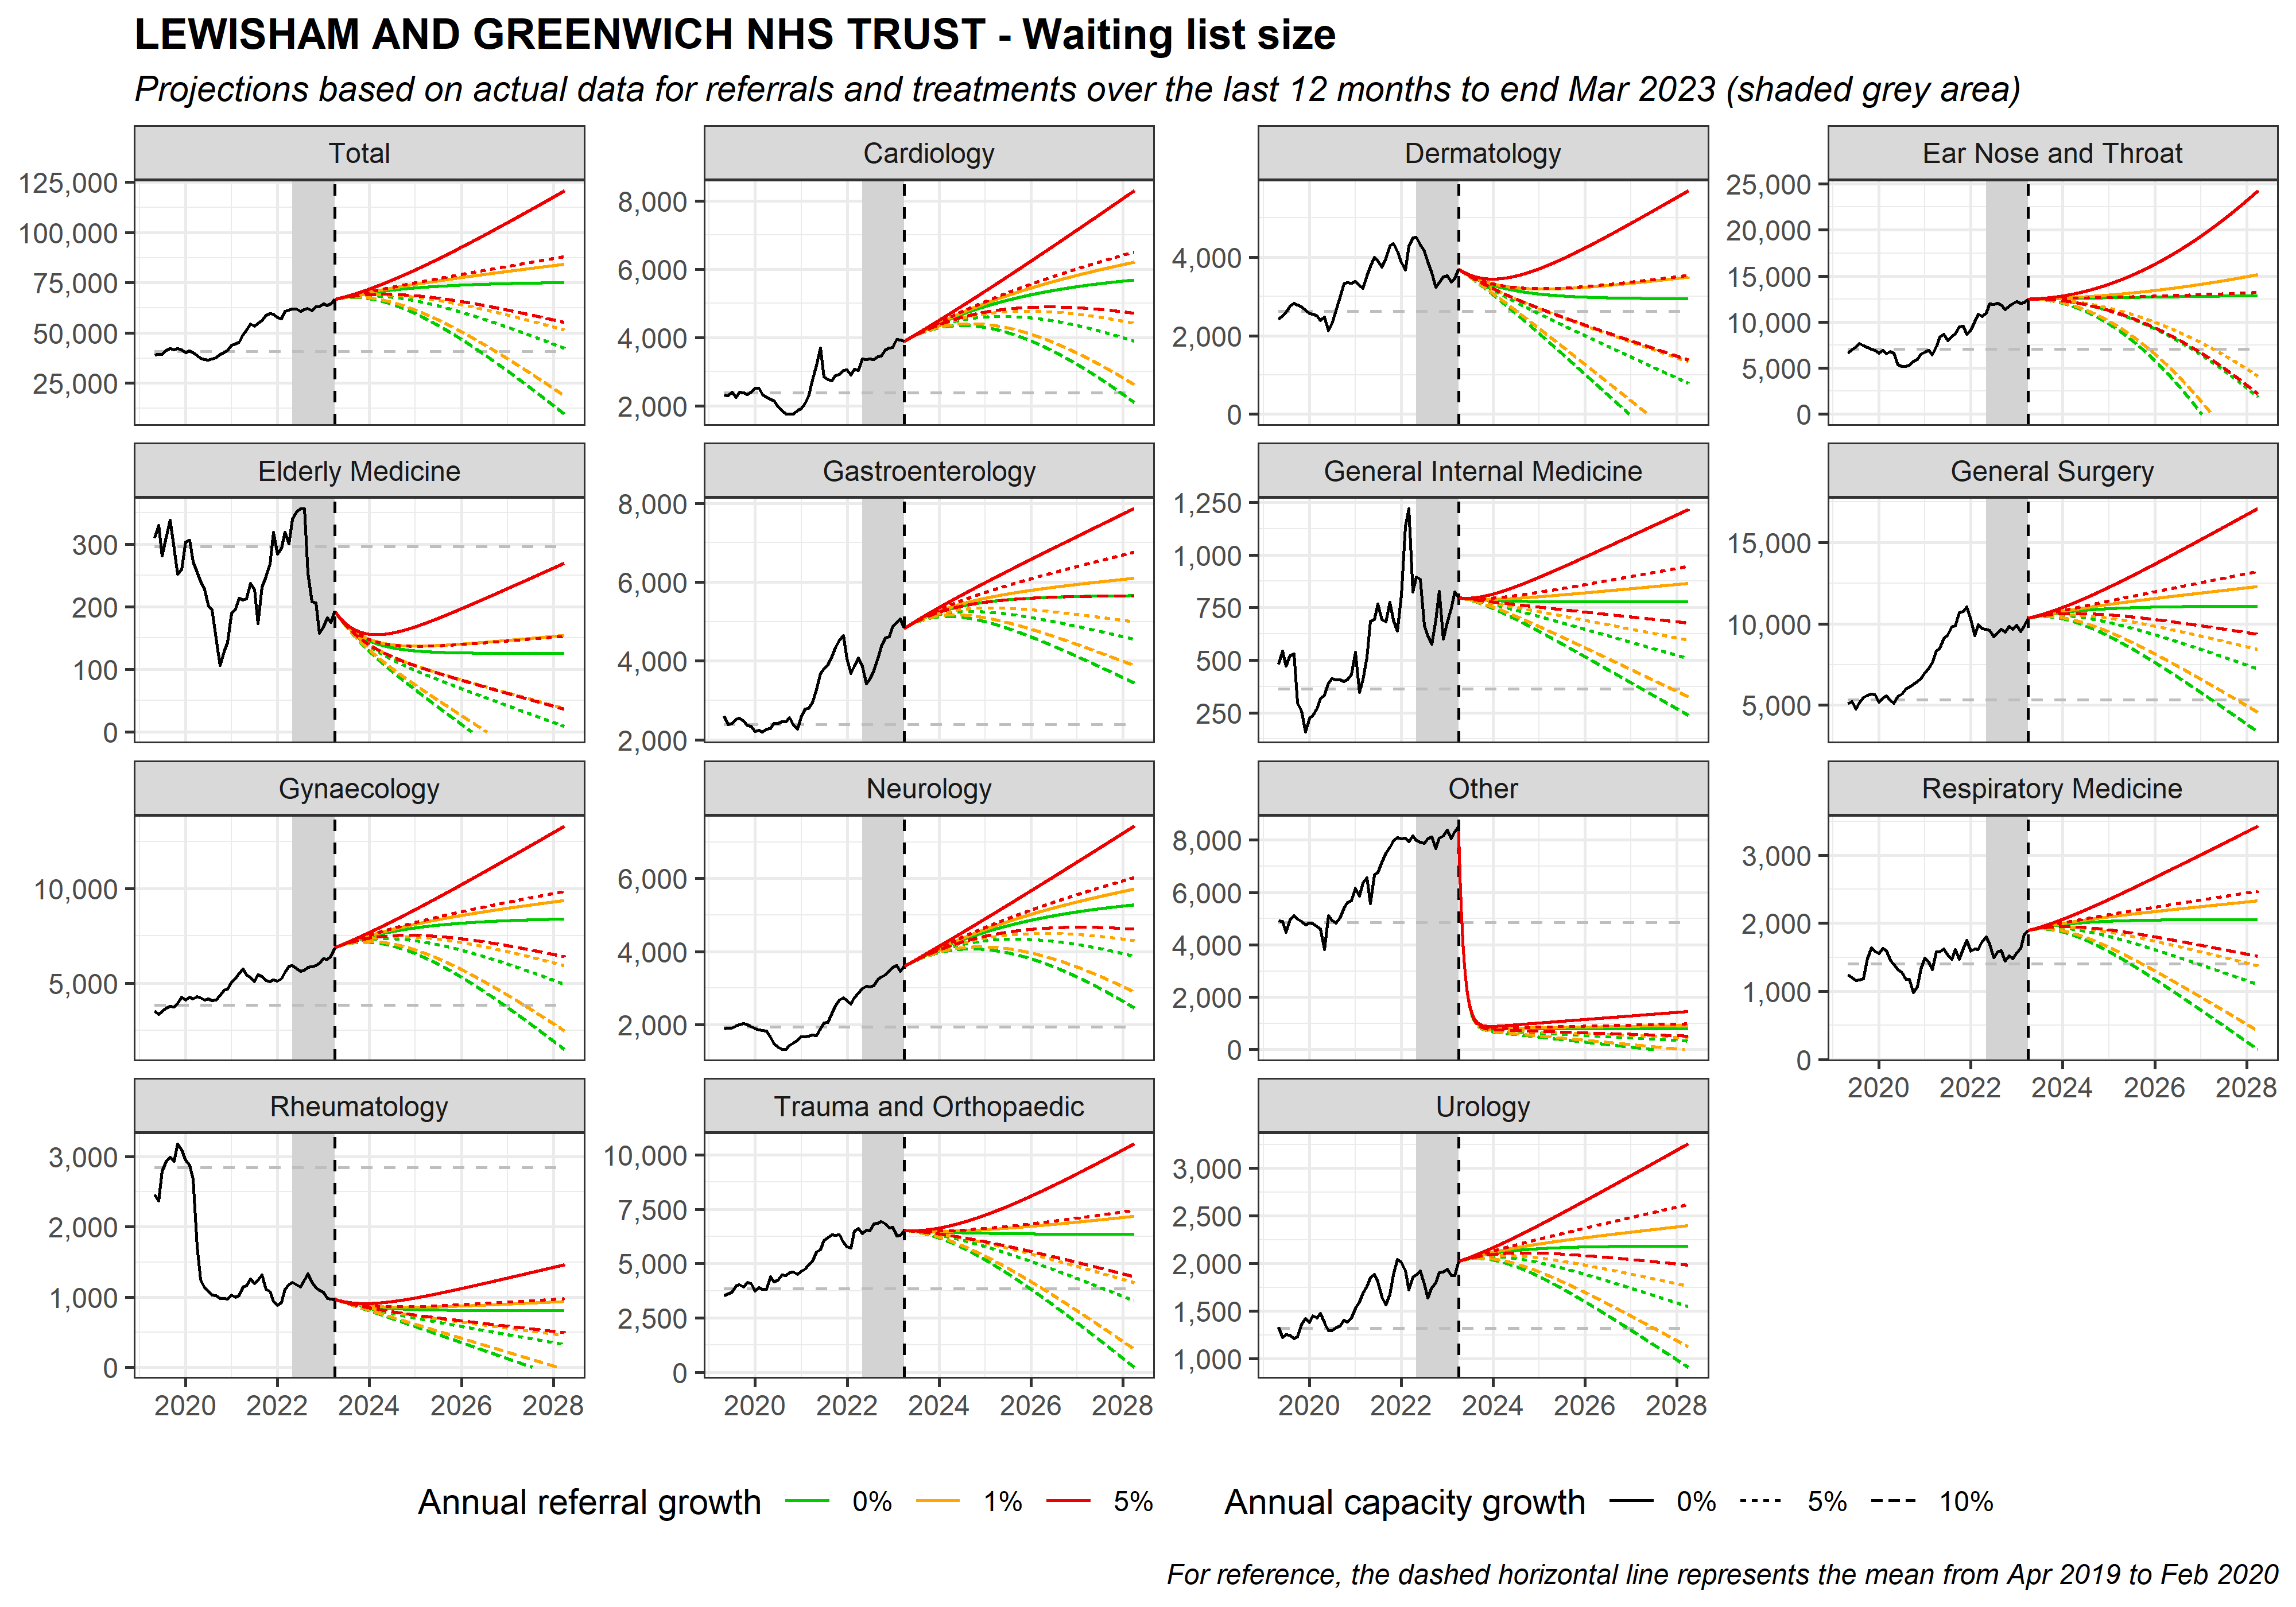 LEWISHAM AND GREENWICH NHS TRUST - Waiting list size
Projections based on actual data for referrals and treatments over the last 12 months to end Mar 2023 (shaded grey area)
Total
125,000
100,000
75,000
50,000
25,000
Cardiology
8,000
6,000
4,000
2,000
Dermatology
4,000
2,000
0
Ear Nose and Throat
25,000
20,000
15,000
10,000
5,000
0
Elderly Medicine
300
200
100
0
Gastroenterology
8,000
6,000
4,000
2,000
General Internal Medicine
1,250
1,000
750
500
250
General Surgery
15,000
10,000
5,000
Gynaecology
10,000
5,000
Neurology
6,000
4,000
2,000
Other
8,000
6,000
4,000
2,000
0
Respiratory Medicine
3,000
2,000
1,000
0
2020 2022 2024 2026 2028
Rheumatology
3,000
2,000
1,000
0
2020 2022 2024 2026 2028
Trauma and Orthopaedic
10,000
7,500
5,000
2,500
0
2020 2022 2024 2026 2028
Urology
3,000
2,500
2,000
1,500
1,000
2020 2022 2024 2026 2028
Annual referral growth 0% 1% 5% Annual capacity growth 0% 5% 10%
For reference, the dashed horizontal line represents the mean from Apr 2019 to Feb 2020